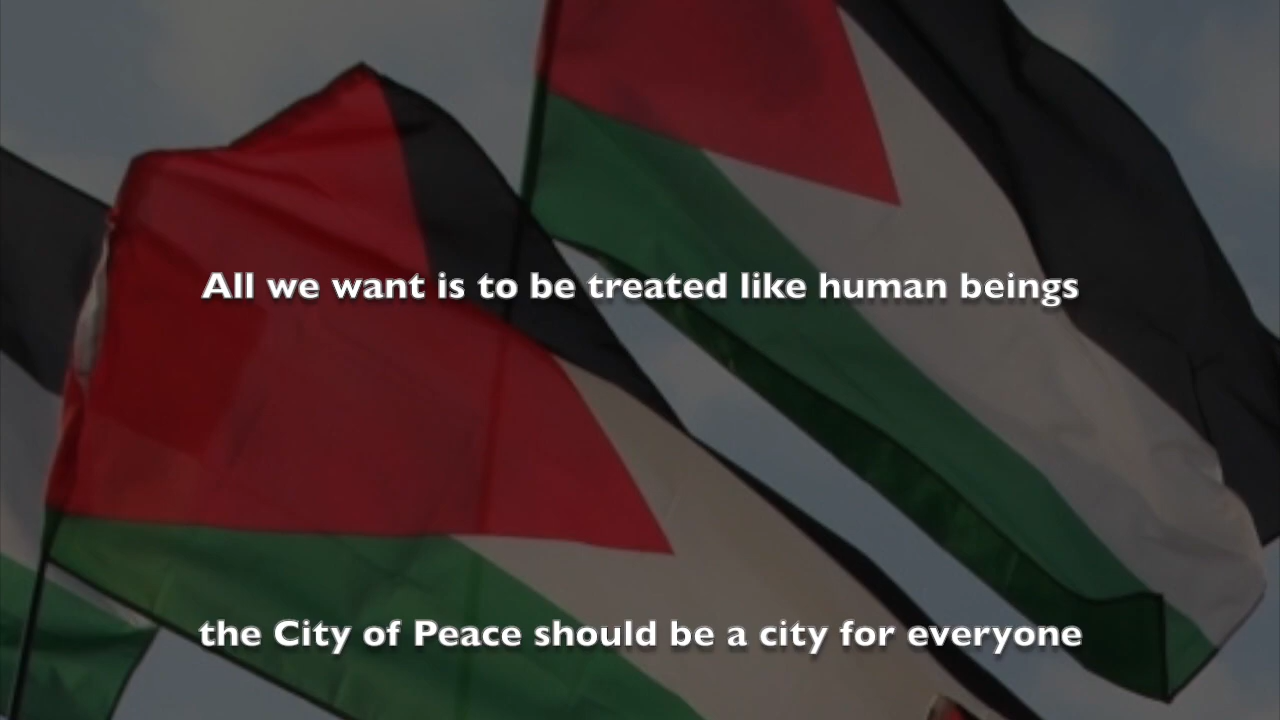 All we want is to be treated like human beings
the City of Peace should be a city for everyone